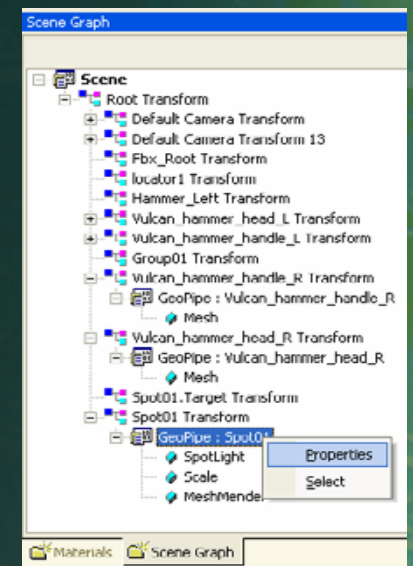 Scene Graph
Scene
Root Transform
Default Camera Transform
Default Camera Transform 13
Fbx_Root Transform
locator1 Transform
Hammer_Left Transform
Vulcan_hammer_head_L Transform
Vulcan_hammer_handle_L Transform
Group01 Transform
Vulcan_hammer_handle_R Transform
GeoPipe : Vulcan_hammer_handle_R
Mesh
Vulcan_hammer_head_R Transform
GeoPipe : Vulcan_hammer_head_R
Mesh
Spot01.Target Transform
Spot01 Transform
GeoPipe : Spot01
Properties
SpotLight
Scale
Select
MeshMender
Materials Scene Graph